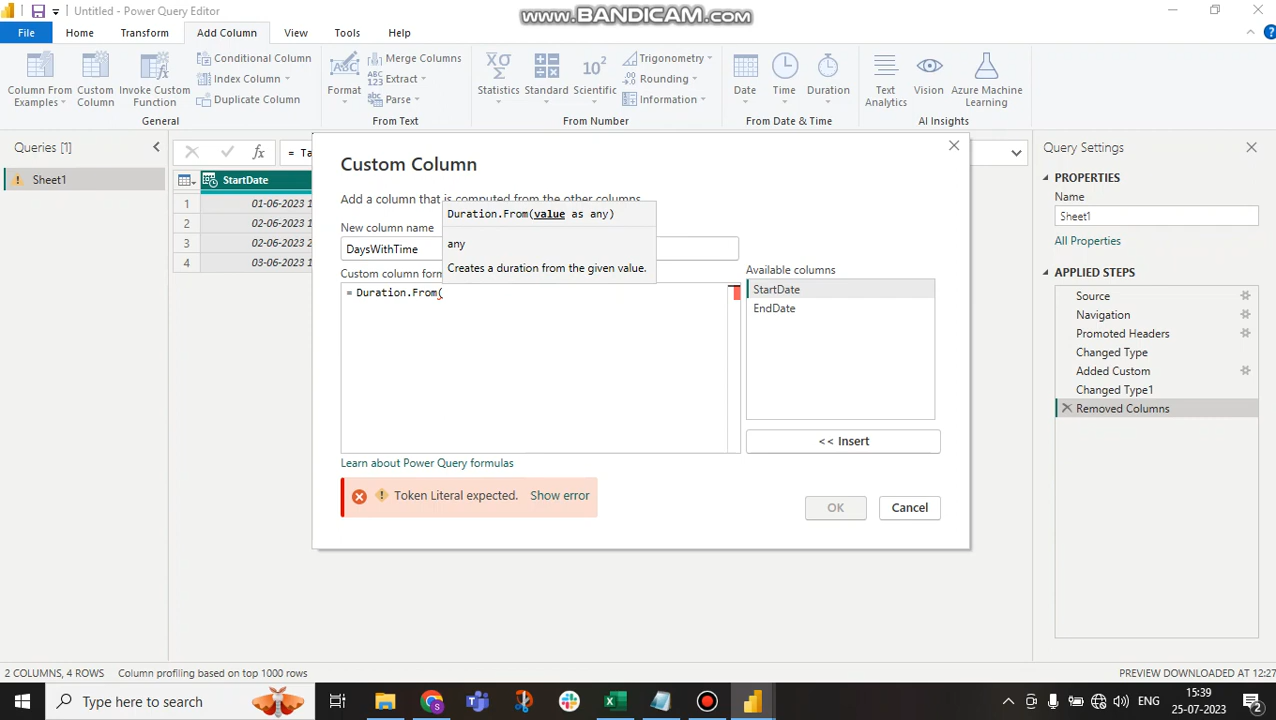 Untitled - Power Query Editor
www.BANDICAM.com
File Home Transform Add Column View Tools Help
Column From Examples
Custom Column
Invoke Custom Function
Conditional Column
Index Column
Duplicate Column
General
Format
Merge Columns
Extract
Parse
From Text
Statistics
Standard
Scientific
Trigonometry
Rounding
Information
From Number
Date
Time
Duration
From Date & Time
Text Analytics
Vision
Azure Machine Learning
AI Insights
Queries [1]
Sheet1
= Ta
StartDate
1 01-06-2023 1
2 02-06-2023 1
3 02-06-2023 2
4 03-06-2023 1
Custom Column
Add a column that is computed from the other columns.
New column name
DaysWithTime
Custom column form
Duration.From(value as any)
any
Creates a duration from the given value.
= Duration.From(
Available columns
StartDate
EndDate
<< Insert
Learn about Power Query formulas
Token Literal expected. Show error
OK
Cancel
Query Settings
PROPERTIES
Name
Sheet1
All Properties
APPLIED STEPS
Source
Navigation
Promoted Headers
Changed Type
Added Custom
Changed Type1
Removed Columns
2 COLUMNS, 4 ROWS Column profiling based on top 1000 rows
PREVIEW DOWNLOADED AT 12:27
Type here to search
ENG
15:39
25-07-2023
2